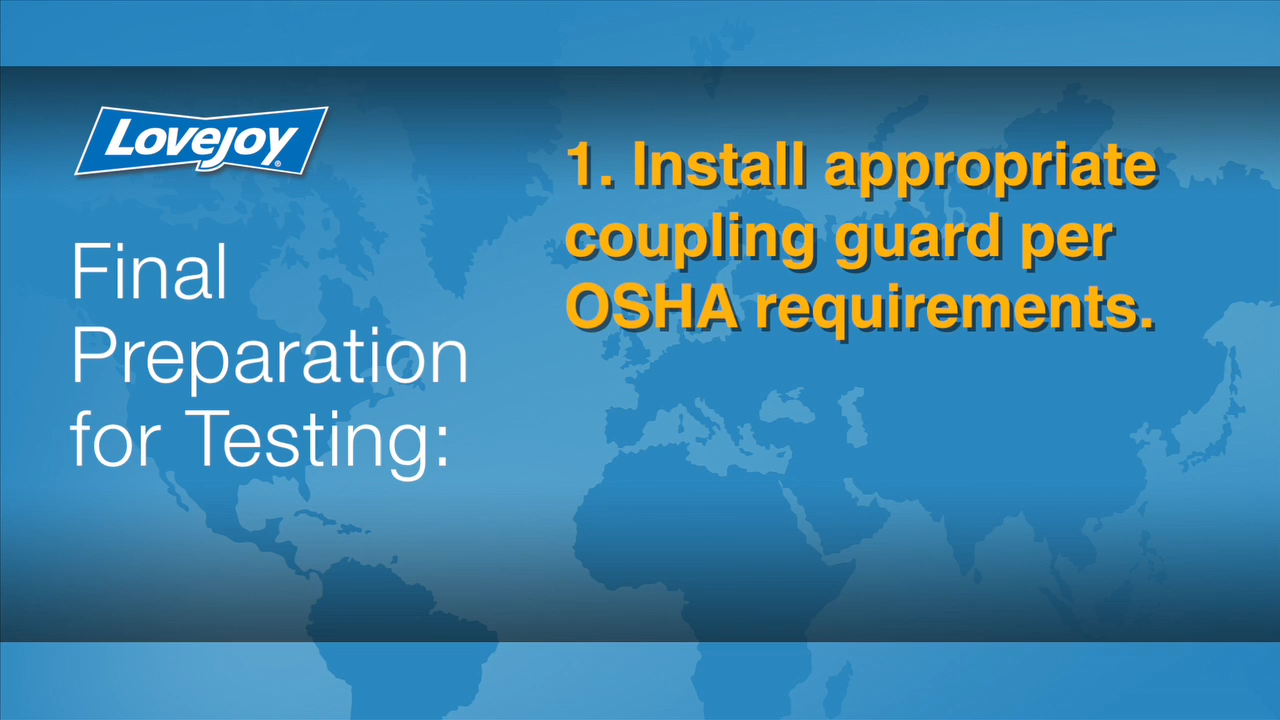 Lovejoy®
Final
Preparation
for Testing:
1. Install appropriate
coupling guard per
OSHA requirements.